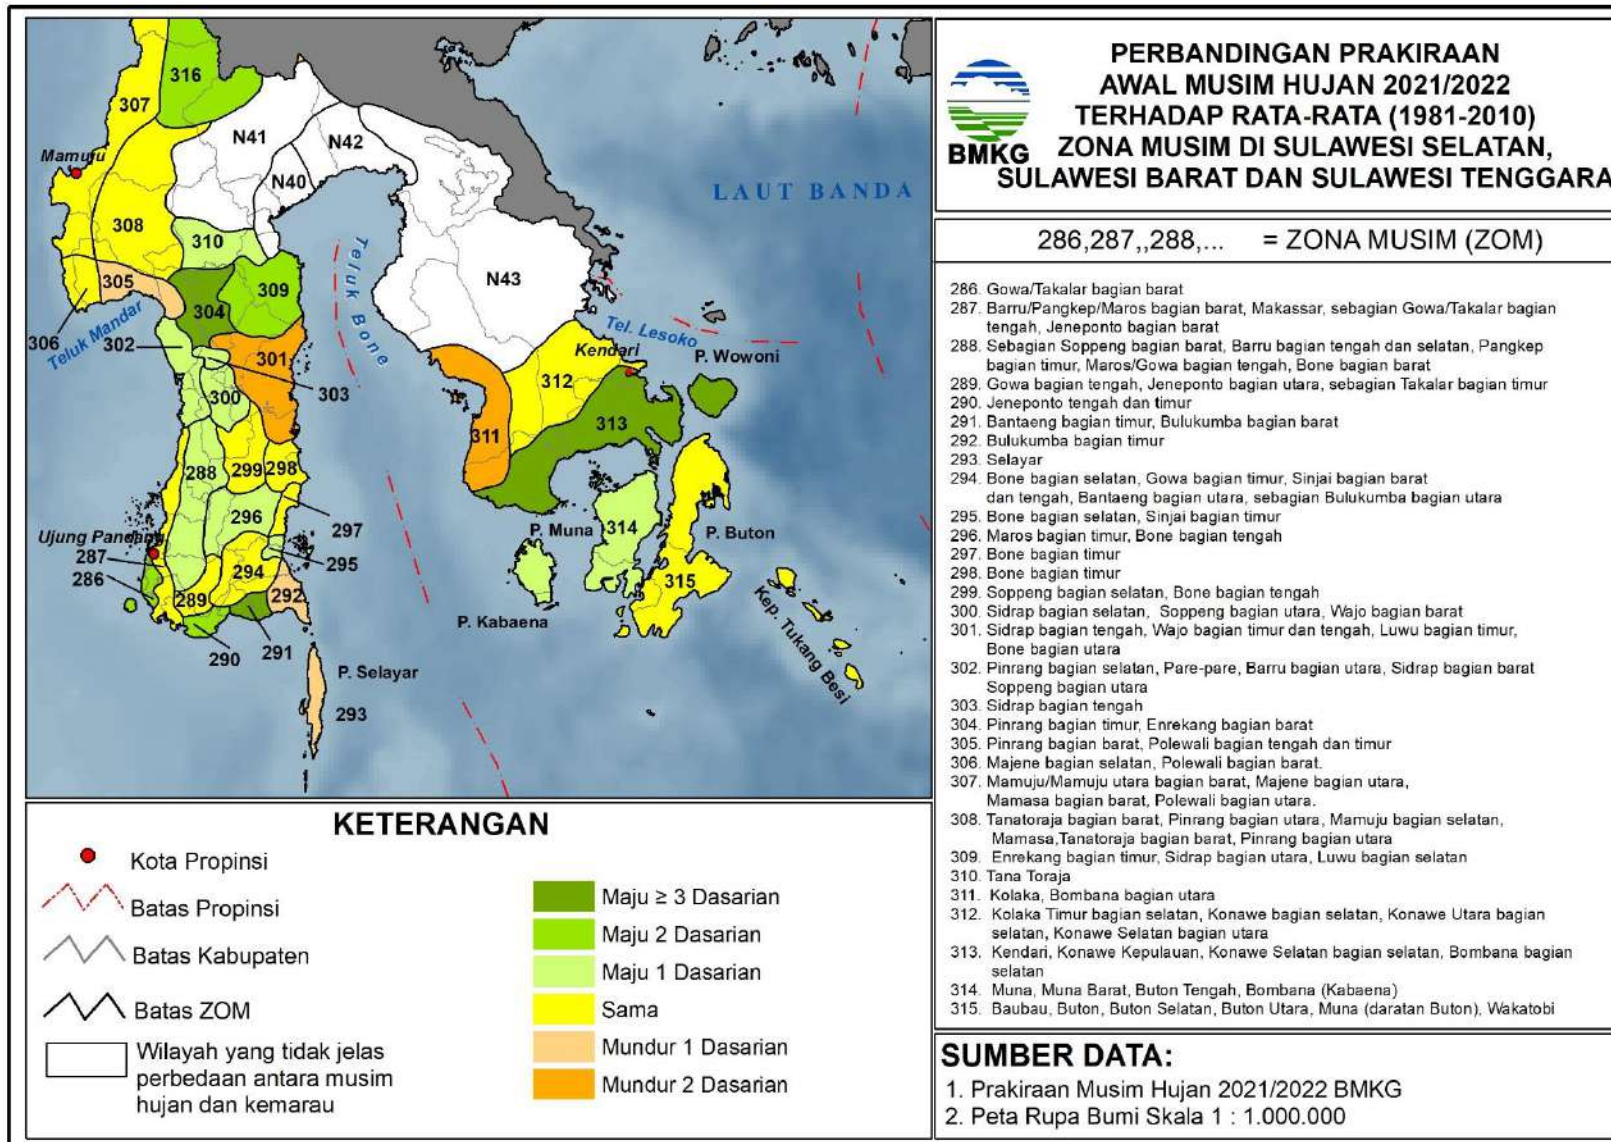 316
307
N41
N42
Mamuju
N40
LAUT BANDA
308
310
N43
305
309
304
306
Teluk Mandar
302
Teluk Bone
301
Tel. Lesoko
Kendari
P. Wowoni
312
303
300
313
311
288
299
298
296
297
P. Muna
314
P. Buton
Ujung Pandang
287
295
286
294
315
289
292
P. Kabaena
Kep. Tukang Besi
290
291
P. Selayar
293
PERBANDINGAN PRAKIRAAN
AWAL MUSIM HUJAN 2021/2022
TERHADAP RATA-RATA (1981-2010)
BMKG
ZONA MUSIM DI SULAWESI SELATAN,
SULAWESI BARAT DAN SULAWESI TENGGARA
286,287,,288,... = ZONA MUSIM (ZOM)
286. Gowa/Takalar bagian barat
287. Barru/Pangkep/Maros bagian barat, Makassar, sebagian Gowa/Takalar bagian
tengah, Jeneponto bagian barat
288. Sebagian Soppeng bagian barat, Barru bagian tengah dan selatan, Pangkep
bagian timur, Maros/Gowa bagian tengah, Bone bagian barat
289. Gowa bagian tengah, Jeneponto bagian utara, sebagian Takalar bagian timur
290. Jeneponto tengah dan timur
291. Bantaeng bagian timur, Bulukumba bagian barat
292. Bulukumba bagian timur
293. Selayar
294. Bone bagian selatan, Gowa bagian timur, Sinjai bagian barat
dan tengah, Bantaeng bagian utara, sebagian Bulukumba bagian utara
295. Bone bagian selatan, Sinjai bagian timur
296. Maros bagian timur, Bone bagian tengah
297. Bone bagian timur
298. Bone bagian timur
299. Soppeng bagian selatan, Bone bagian tengah
300. Sidrap bagian selatan, Soppeng bagian utara, Wajo bagian barat
301. Sidrap bagian tengah, Wajo bagian timur dan tengah, Luwu bagian timur,
Bone bagian utara
302. Pinrang bagian selatan, Pare-pare, Barru bagian utara, Sidrap bagian barat
Soppeng bagian utara
303. Sidrap bagian tengah
304. Pinrang bagian timur, Enrekang bagian barat
305. Pinrang bagian barat, Polewali bagian tengah dan timur
306. Majene bagian selatan, Polewali bagian barat.
307. Mamuju/Mamuju utara bagian barat, Majene bagian utara,
Mamasa bagian barat, Polewali bagian utara.
308. Tanatoraja bagian barat, Pinrang bagian utara, Mamuju bagian selatan,
Mamasa,Tanatoraja bagian barat, Pinrang bagian utara
309. Enrekang bagian timur, Sidrap bagian utara, Luwu bagian selatan
310. Tana Toraja
311. Kolaka, Bombana bagian utara
312. Kolaka Timur bagian selatan, Konawe bagian selatan, Konawe Utara bagian
selatan, Konawe Selatan bagian utara
313. Kendari, Konawe Kepulauan, Konawe Selatan bagian selatan, Bombana bagian
selatan
314. Muna, Muna Barat, Buton Tengah, Bombana (Kabaena)
315. Baubau, Buton, Buton Selatan, Buton Utara, Muna (daratan Buton), Wakatobi
KETERANGAN
Kota Propinsi
Batas Propinsi
Batas Kabupaten
Batas ZOM
Wilayah yang tidak jelas
perbedaan antara musim
hujan dan kemarau
Maju ≥ 3 Dasarian
Maju 2 Dasarian
Maju 1 Dasarian
Sama
Mundur 1 Dasarian
Mundur 2 Dasarian
SUMBER DATA:
1. Prakiraan Musim Hujan 2021/2022 BMKG
2. Peta Rupa Bumi Skala 1 : 1.000.000